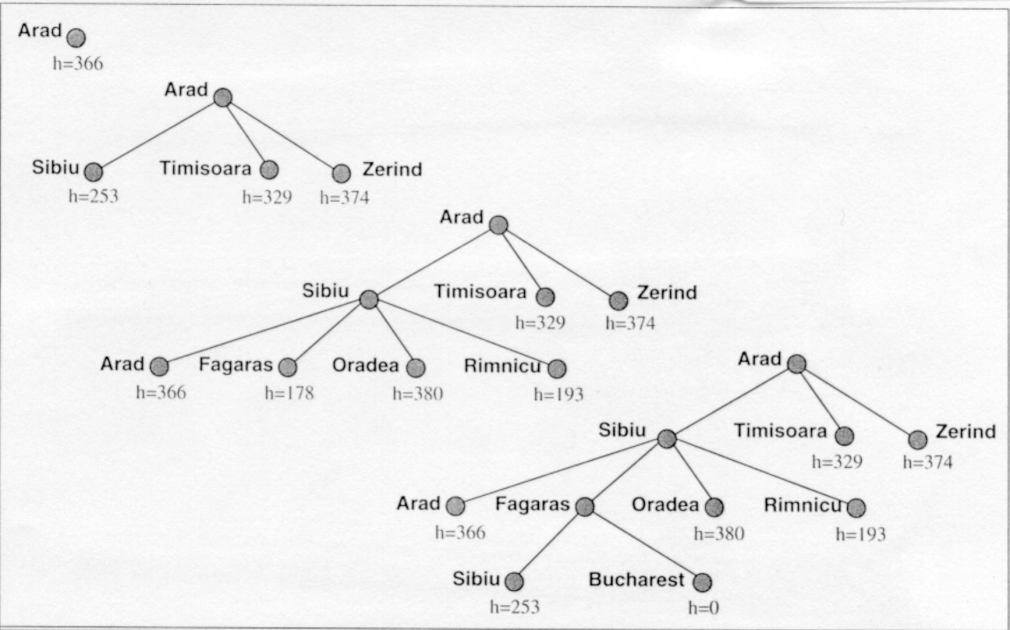 Arad
h=366
Arad
Sibiu Timisoara Zerind
h=253 h=329 h=374
Arad
Sibiu Timisoara Zerind
h=329 h=374
Arad Fagaras Oradea Rimnicu
h=366 h=178 h=380 h=193
Arad
Sibiu Timisoara Zerind
h=329 h=374
Arad Fagaras Oradea Rimnicu
h=366 h=380 h=193
Sibiu Bucharest
h=253 h=0